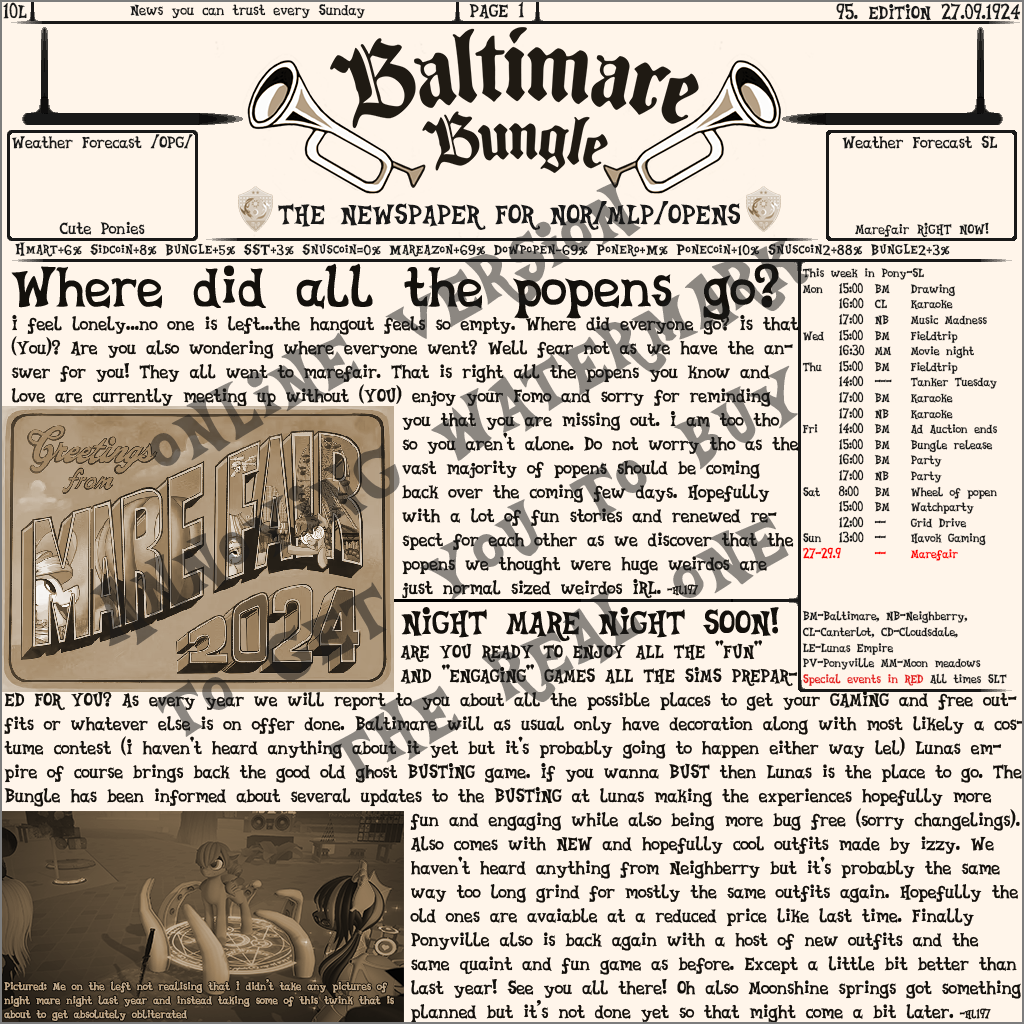 10L
News you can trust every Sunday
PAGE 1
95. EDITION 27.09.1924
Baltimare
Bungle
Weather Forecast /OPG/
Cute Ponies
Weather Forecast SL
Marefair RIGHT NOW!
THE NEWSPAPER FOR NOR/MLP/OPENS
HMART+6% SIDCOIN+8% BUNGLE+5% SST+3% SNUSCOIN=0% MAREAZON+69% DOWPOPEN-69% PONERO+M% PONECOIN+10% SNUSCOIN2+88% BUNGLE2+3%
Where did all the popens go?
i feel lonely...no one is left...the hangout feels so empty. Where did everyone go? is that
(You)? Are you also wondering where everyone went? Well fear not as we have the an-
swer for you! They all went to marefair. That is right all the popens you know and
Love are currently meeting up without (YOU) enjoy your Fomo and sorry for reminding
you that you are missing out. i am too tho
so you aren't alone. Do not worry tho as the
vast majority of popens should be coming
back over the coming few days. Hopefully
with a lot of fun stories and renewed re-
spect for each other as we discover that the
popens we thought were huge weirdos are
just normal sized weirdos IRL. -HL197
Greetings
from
MARE FAIR
2024
This week in Pony-SL
Mon 15:00 BM Drawing
16:00 CL Karaoke
17:00 NB Music Madness
Wed 15:00 BM Fieldtrip
16:30 MM Movie night
Thu 15:00 BM Fieldtrip
14:00 --- Tanker Tuesday
17:00 BM Karaoke
17:00 NB Karaoke
Fri 14:00 BM Ad Auction ends
15:00 BM Bungle release
16:00 BM Party
17:00 NB Party
Sat 8:00 BM Wheel of popen
15:00 BM Watchparty
12:00 -- Grid Drive
Sun 13:00 -- Havok Gaming
27-29.9 -- Marefair
BM-Baltimare, NB-Neighberry,
CL-Canterlot, CD-Cloudsdale,
LE-Lunas Empire
PV-Ponyville MM-Moon meadows
Special events in RED All times SLT
NIGHT MARE NIGHT SOON!
ARE YOU READY TO ENJOY ALL THE "FUN"
AND "ENGAGING" GAMES ALL THE SIMS PREPAR-
ED FOR YOU? As every year we will report to you about all the possible places to get your GAMING and free out-
fits or whatever else is on offer done. Baltimare will as usual only have decoration along with most likely a cos-
tume contest (i haven't heard anything about it yet but it's probably going to happen either way lel) Lunas em-
pire of course brings back the good old ghost BUSTING game. if you wanna BUST then Lunas is the place to go. The
Bungle has been informed about several updates to the BUSTING at lunas making the experiences hopefully more
fun and engaging while also being more bug free (sorry changelings).
Also comes with NEW and hopefully cool outfits made by izzy. We
haven't heard anything from Neighberry but it's probably the same
way too long grind for mostly the same outfits again. Hopefully the
old ones are avaiable at a reduced price like last time. Finally
Ponyville also is back again with a host of new outfits and the
same quaint and fun game as before. Except a little bit better than
last year! See you all there! Oh also Moonshine springs got something
planned but it's not done yet so that might come a bit later. -HL197
Pictured: Me on the left not realising that I didn't take any pictures of
night mare night last year and instead taking some of this twink that is
about to get absolutely obliterated
ONLINE VERSION
ANNOYING WATERMARK
TO GET YOU TO BUY
THE REAL ONE